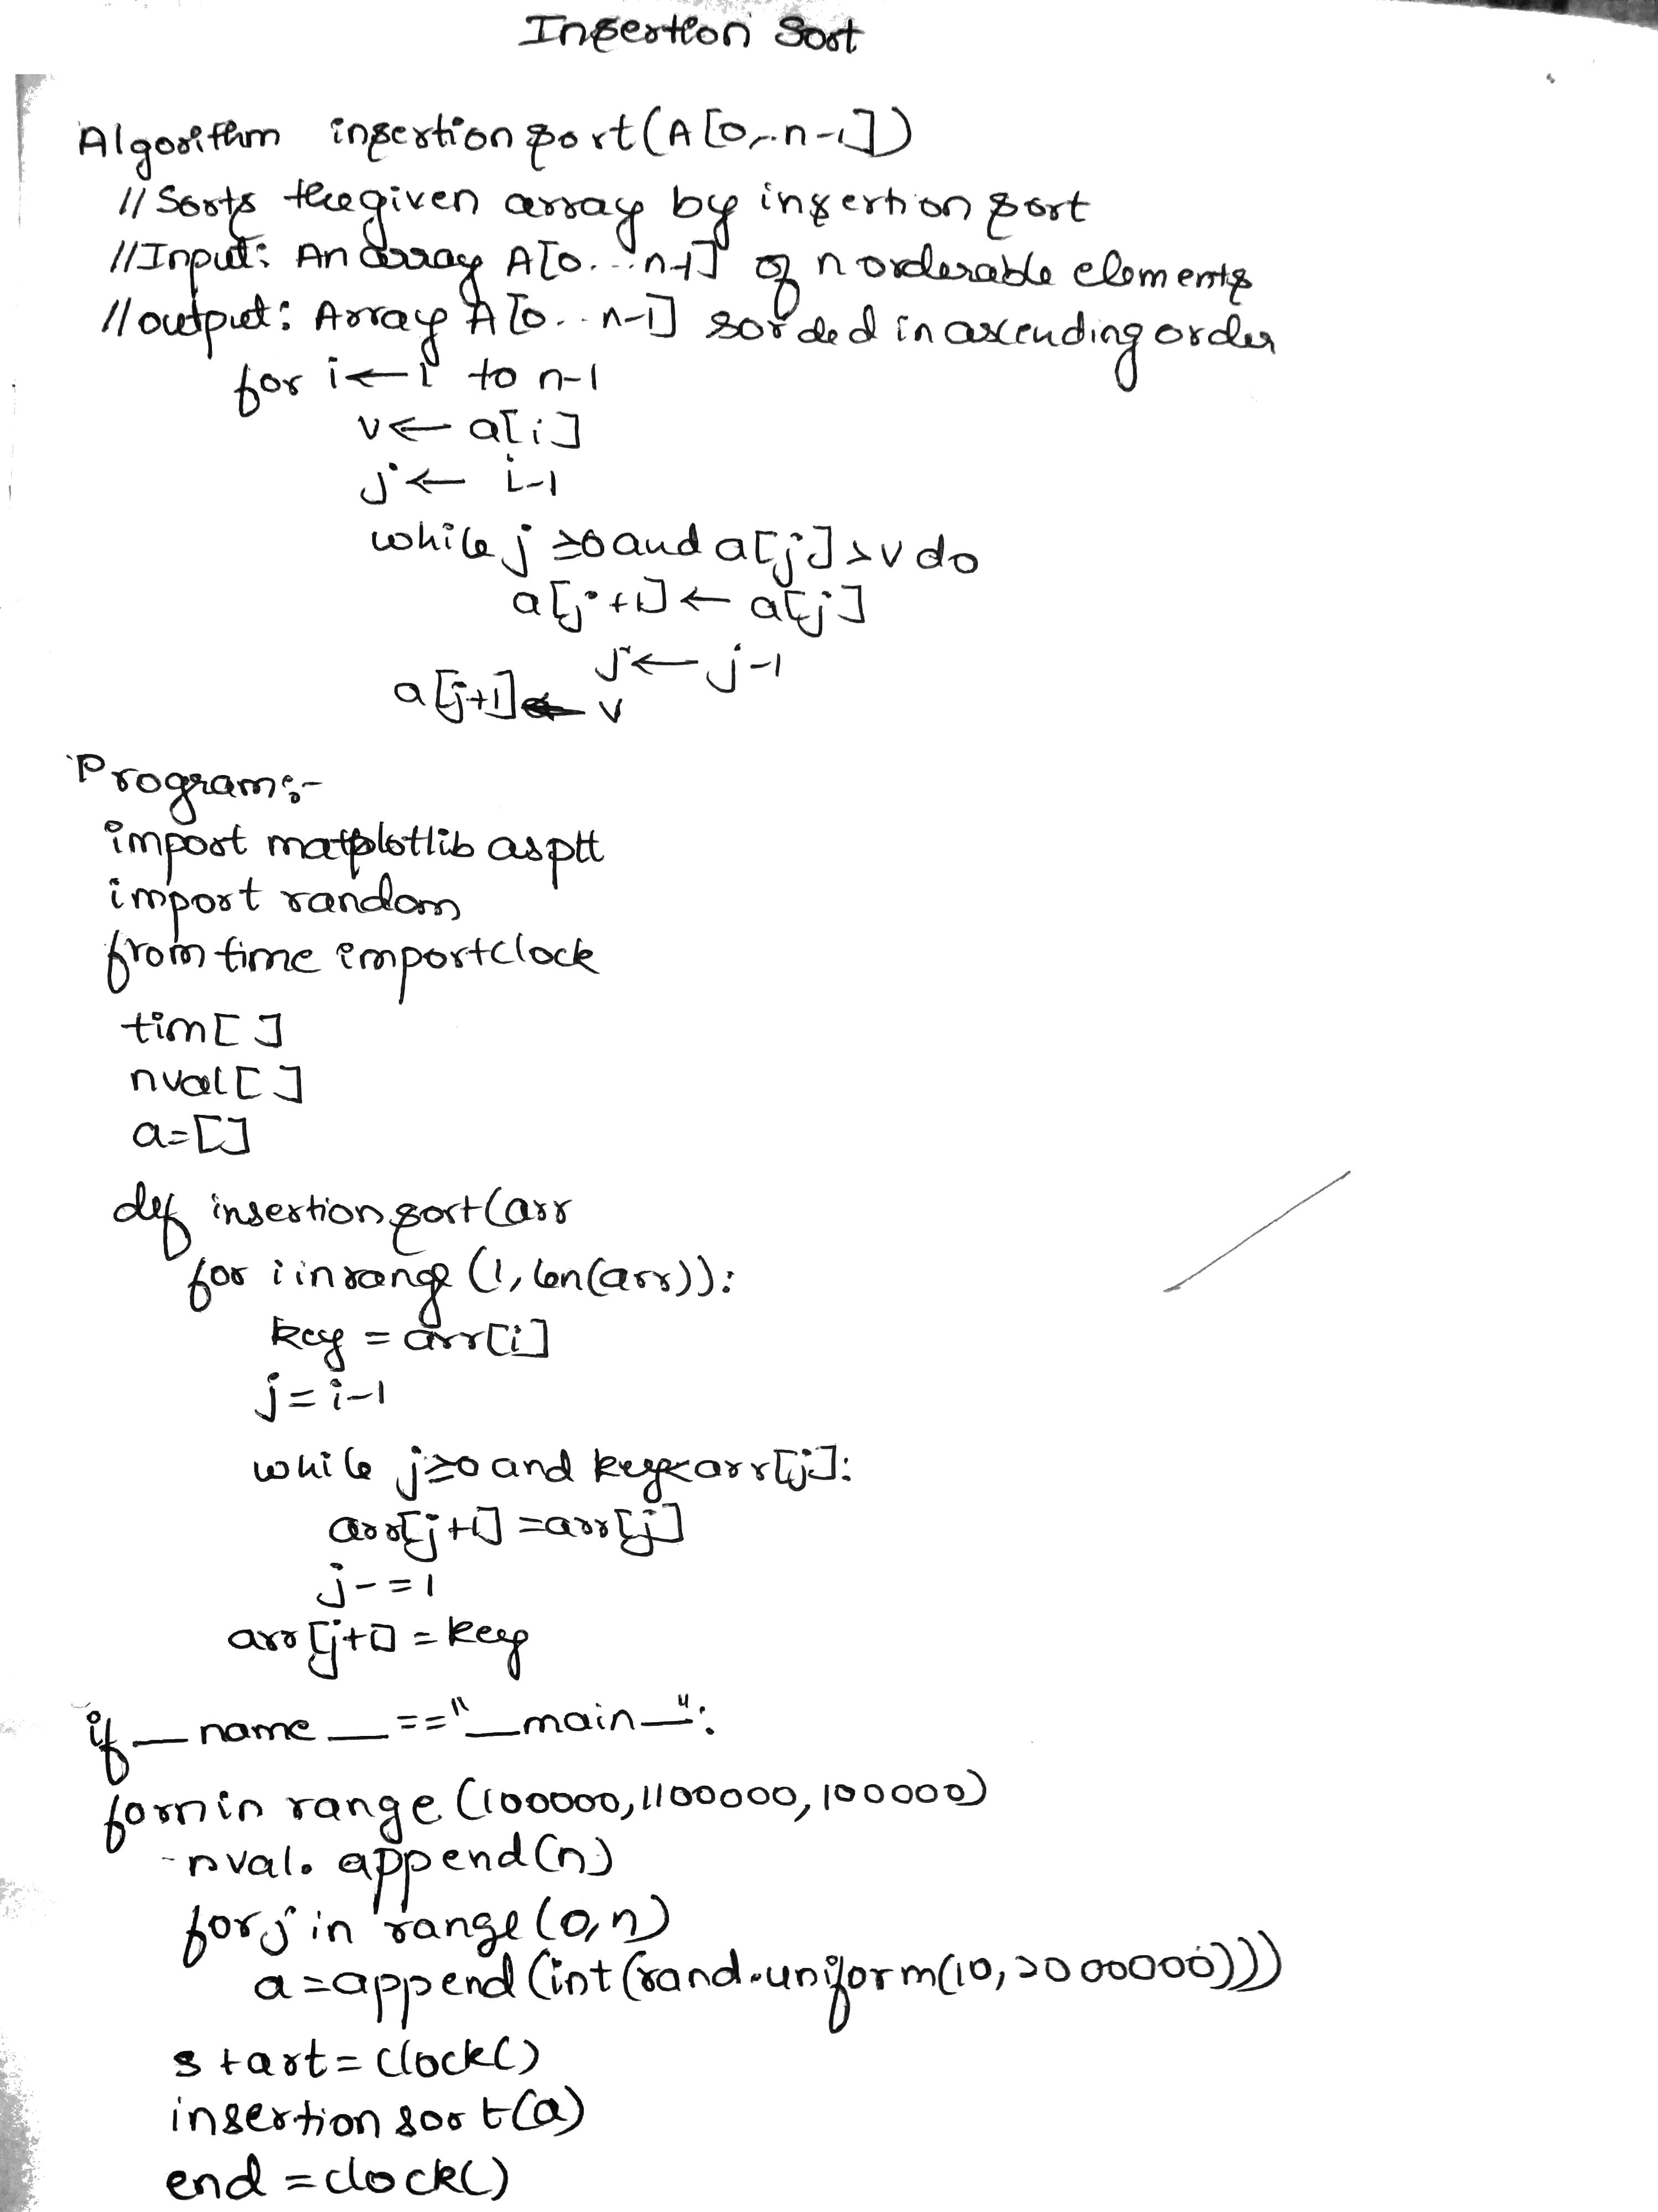 Insertion Sort
Algorithm insertion sort(A[0,..n-1])
// Sorts the given array by insertion sort
//Input: An array A[0...n-1] of n orderable elements
//output: Array A[0..n-1] sorded in ascending order
for i ← 1 to n-1
v ← a[i]
j ← i-1
while j ≥0 and a[j] > v do
a[j+1] ← a[j]
j ← j-1
a[j+1] ← v
Program:-
import matplotlib as ptt
import random
from time import clock
tim[ ]
nval[ ]
a=[]
def insertion sort(arr
for i in range (1, len(arr)):
key = arr[i]
j = i-1
while j≥0 and key<arr[j]:
arr[j+1] = arr[j]
j-=1
arr[j+1] = key
if __name__=="__main__":
for n in range (100000,1100000,100000)
nval. append(n)
for j in range(0,n)
a=append(int(rand.uniform(10,2000000)))
start=clock()
insertion sort(a)
end =clock()